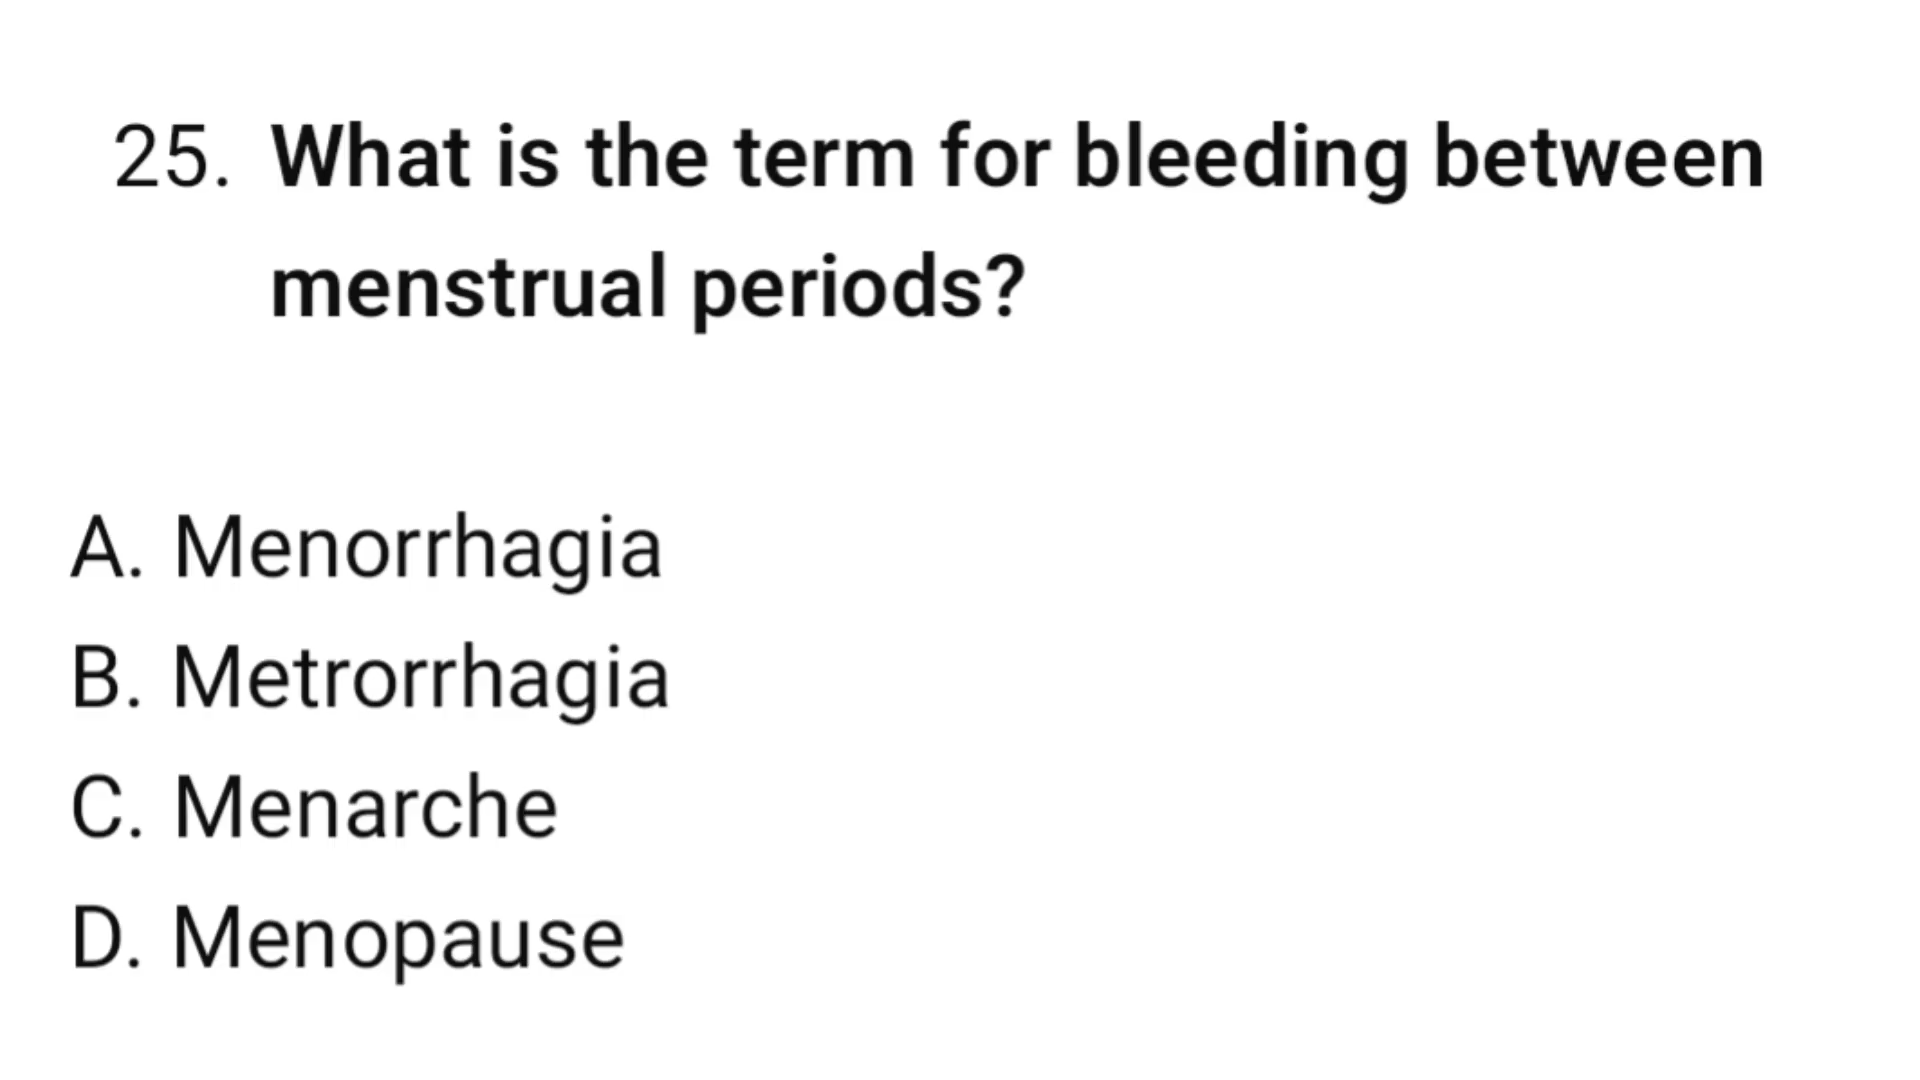 25. What is the term for bleeding between
menstrual periods?
A. Menorrhagia
B. Metrorrhagia
C. Menarche
D. Menopause